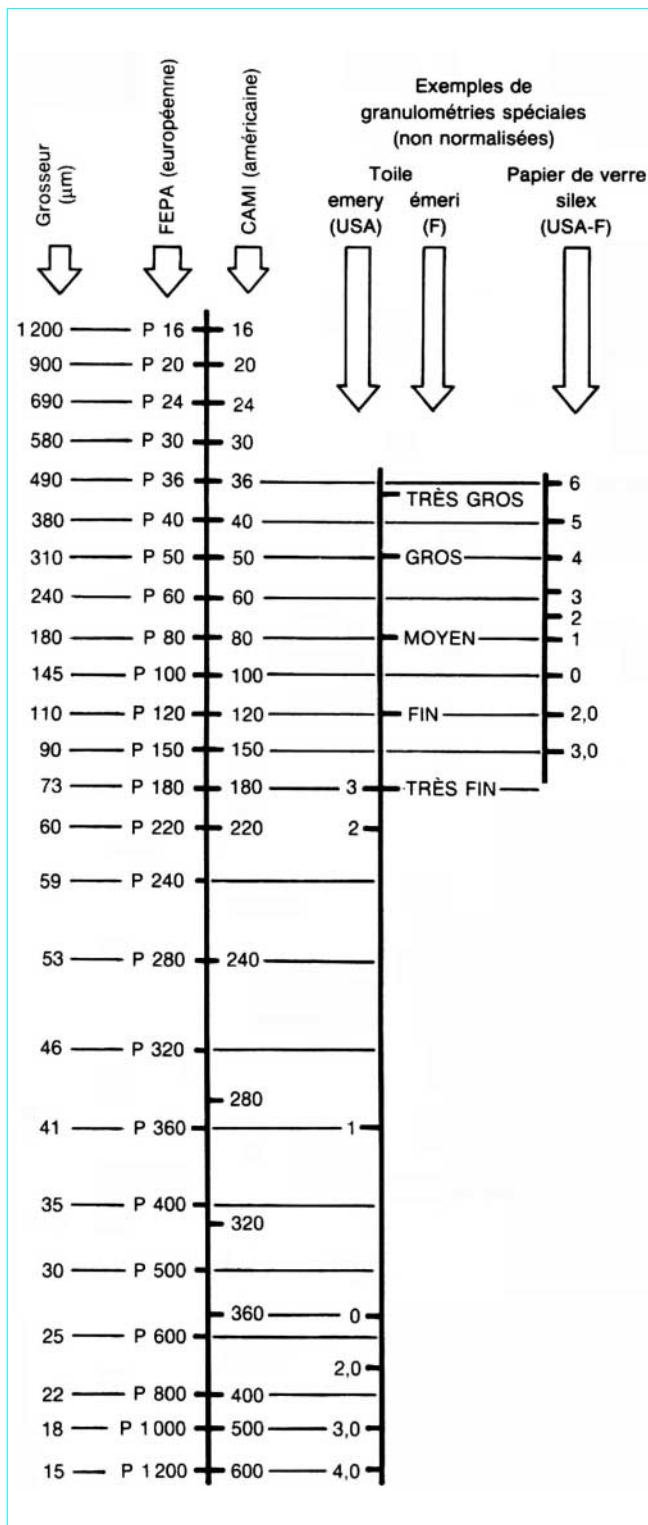 Exemples de
granulométries spéciales
(non normalisées)
Grosseur
(µm)
FEPA (européenne)
CAMI (américaine)
Toile
emery émeri
(USA) (F)
Papier de verre
silex
(USA-F)
1 200 P 16 16
900 P 20 20
690 P 24 24
580 P 30 30
490 P 36 36 6
TRÈS GROS
380 P 40 40 5
310 P 50 50 GROS 4
240 P 60 60 3
2
180 P 80 80 MOYEN 1
145 P 100 100 0
110 P 120 120 FIN 2,0
90 P 150 150 3,0
73 P 180 180 3 TRÈS FIN
60 P 220 220 2
59 P 240
53 P 280 240
46 P 320
280
41 P 360 1
35 P 400
320
30 P 500
360 0
25 P 600
2,0
22 P 800 400
18 P 1 000 500 3,0
15 P 1 200 600 4,0